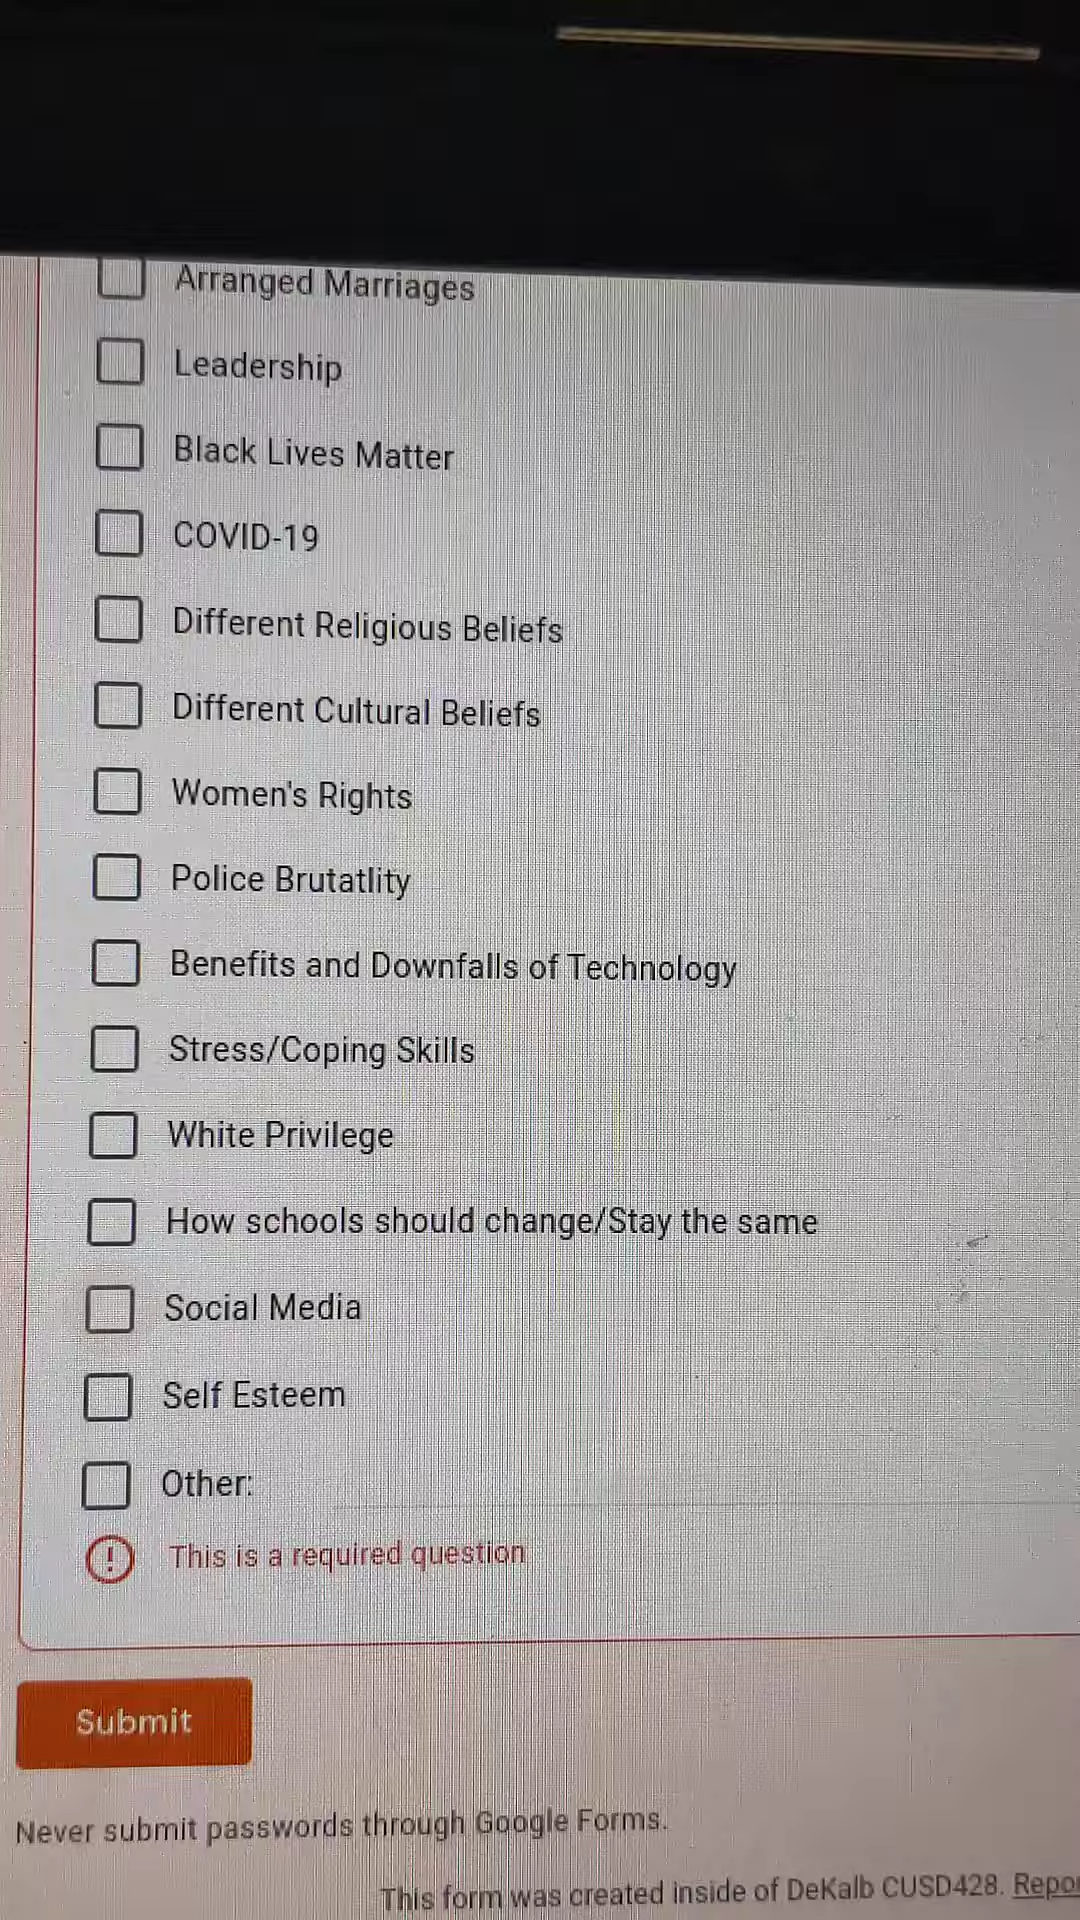 Arranged Marriages
Leadership
Black Lives Matter
COVID-19
Different Religious Beliefs
Different Cultural Beliefs
Women's Rights
Police Brutatlity
Benefits and Downfalls of Technology
Stress/Coping Skills
White Privilege
How schools should change/Stay the same
Social Media
Self Esteem
Other:
This is a required question
Submit
Never submit passwords through Google Forms.
This form was created inside of DeKalb CUSD428. Repo